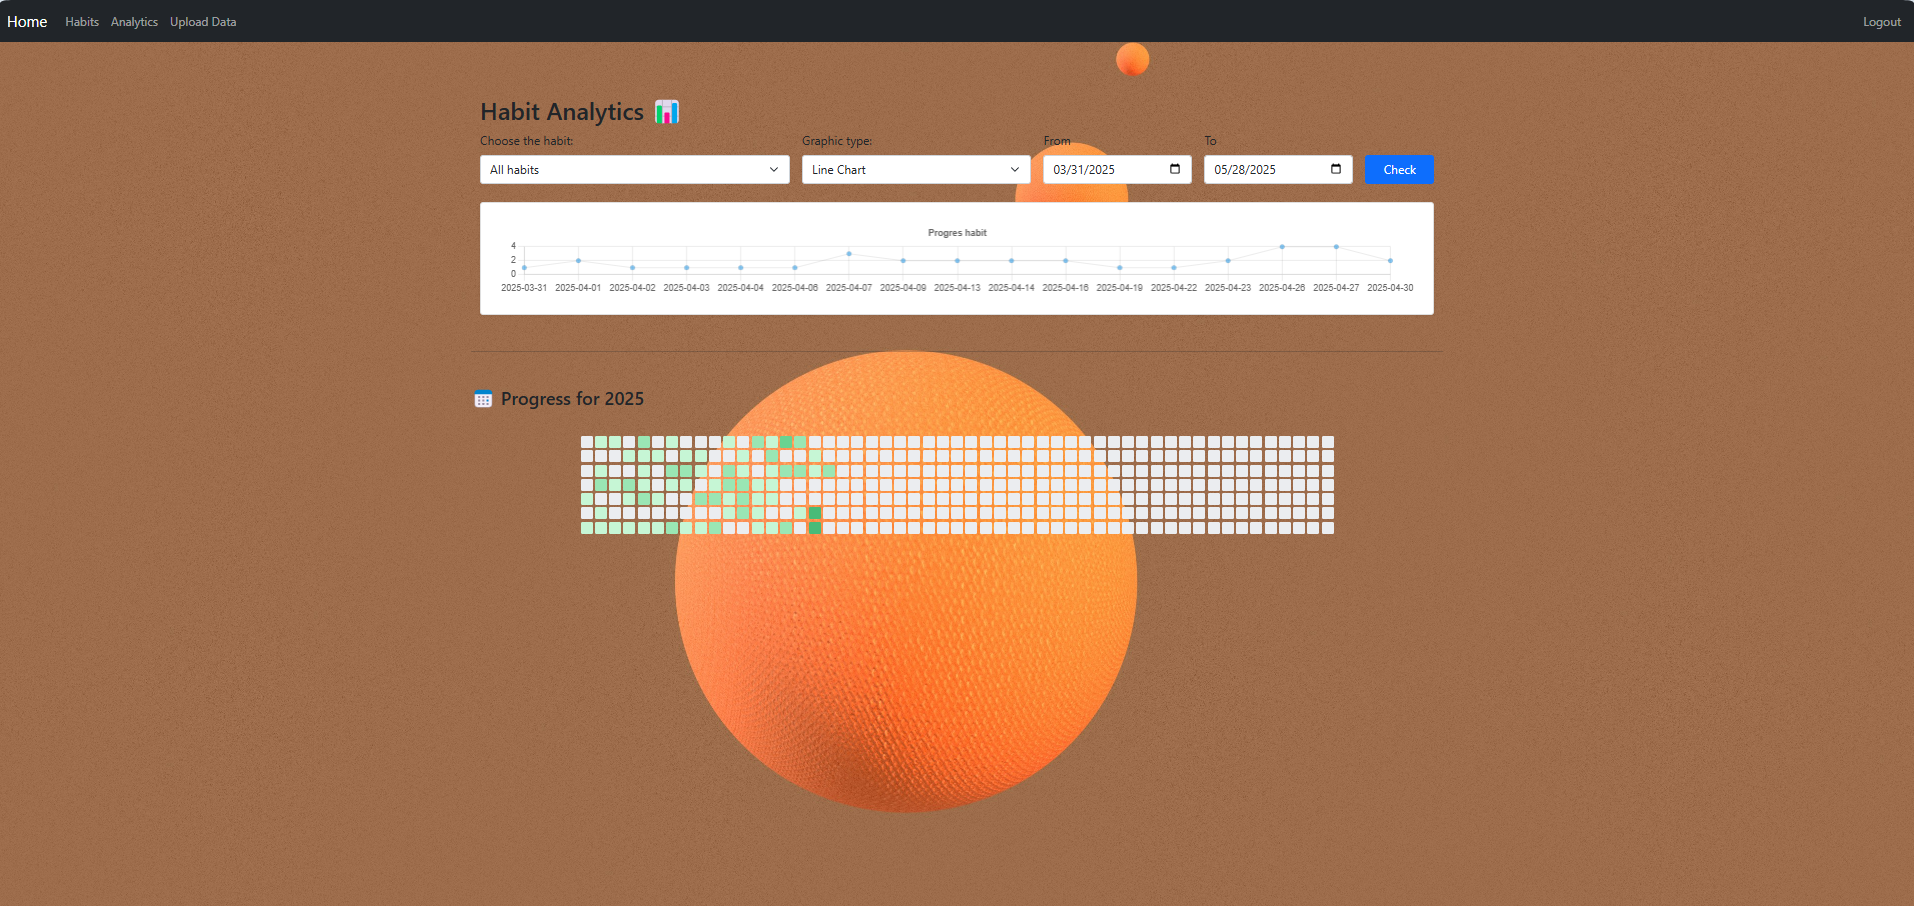 Home Habits Analytics Upload Data Logout
Habit Analytics
Choose the habit: Graphic type: From To
All habits Line Chart 03/31/2025 05/28/2025 Check
Progres habit
4
2
0
2025-03-31 2025-04-01 2025-04-02 2025-04-03 2025-04-04 2025-04-06 2025-04-07 2025-04-09 2025-04-13 2025-04-14 2025-04-16 2025-04-19 2025-04-22 2025-04-23 2025-04-26 2025-04-27 2025-04-30
Progress for 2025